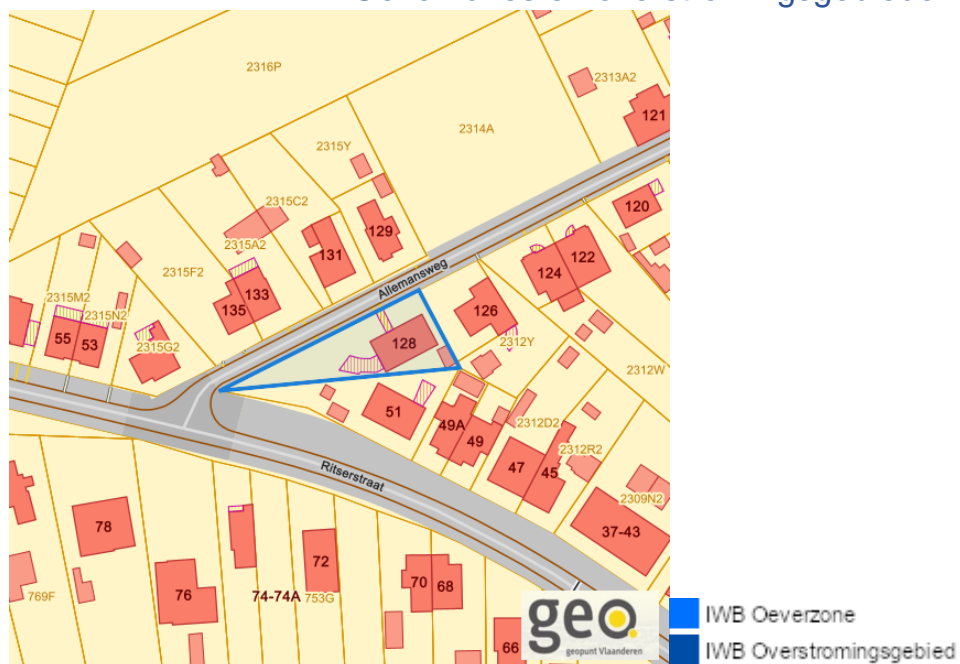 2316P
2313A2
121
2314A
2315Y
120
2315C2
129
2315A2
131
124
122
2315F2
Allemansweg
133
135
126
2315M2
2315N2
55
53
2315G2
128
2312Y
2312W
51
49A
49
2312D2
47
45
2312R2
Ritserstraat
2309N2
37-43
78
72
70
68
76
74-74A
753G
769F
66
geo.
geopunt Vlaanderen
IWB Oeverzone
IWB Overstromingsgebied